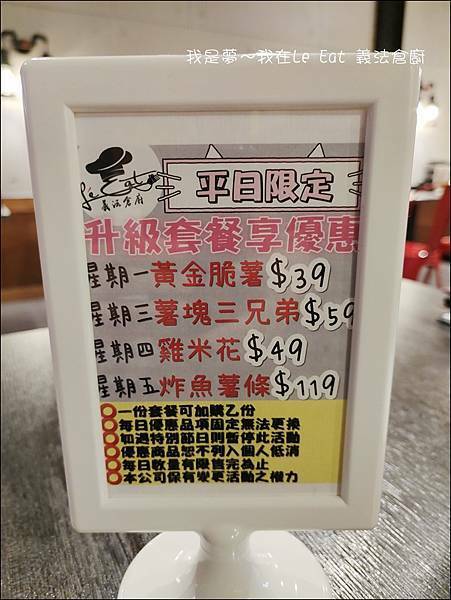 我是夢～我在Le Eat 義法倉廚
Le Eat
義法倉廚
平日限定
升級套餐享優惠
星期一黃金脆薯$39
星期三薯塊三兄弟$59
星期四雞米花$49
星期五炸魚薯條$119
一份套餐可加購乙份
每日優惠品項固定無法更換
如遇特別節日則暫停此活動
優惠商品恕不列入個人低消
每日數量有限售完為止
本公司保有變更活動之權力